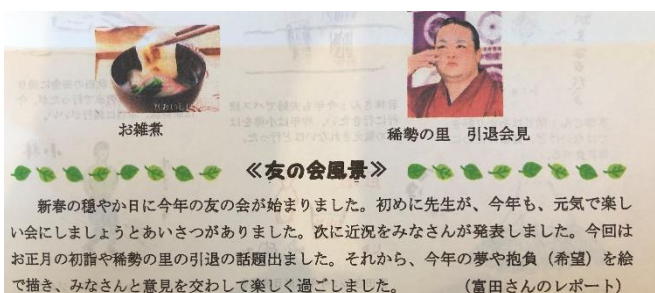 お雑煮
稀勢の里　引退会見
≪友の会風景≫
新春の穏やか日に今年の友の会が始まりました。初めに先生が、今年も、元気で楽し
い会にしましょうとあいさつがありました。次に近況をみなさんが発表しました。今回は
お正月の初詣や稀勢の里の引退の話題出ました。それから、今年の夢や抱負（希望）を絵
で描き、みなさんと意見を交わして楽しく過ごしました。　（富田さんのレポート）